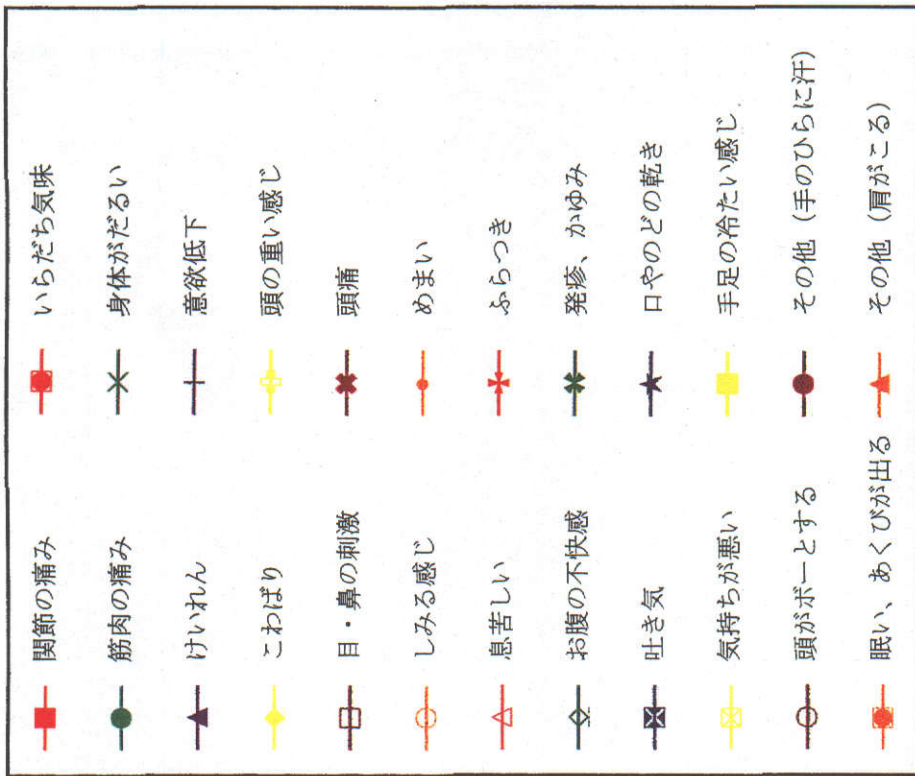 関節の痛み
筋肉の痛み
けいれん
こわばり
目・鼻の刺激
しみる感じ
息苦しい
お腹の不快感
吐き気
気持ちが悪い
頭がボーとする
眠い、あくびが出る
いらだち気味
身体がだるい
意欲低下
頭の重い感じ
頭痛
めまい
ふらつき
発疹、かゆみ
口やのどの乾き
手足の冷たい感じ
その他（手のひらに汗）
その他（肩がこる）